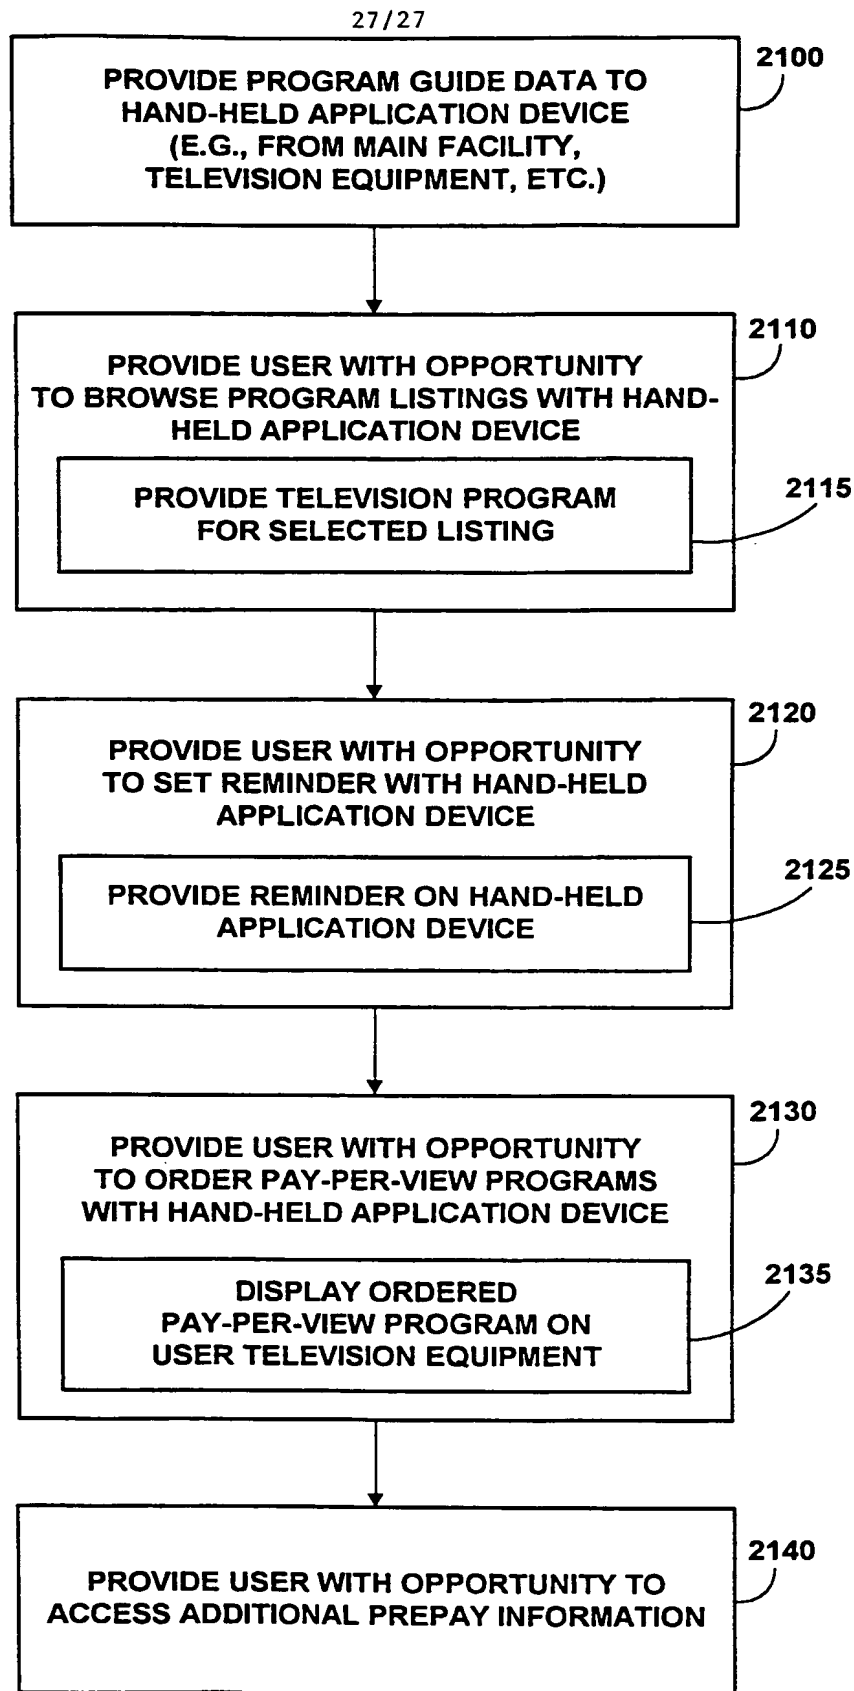 27/27
PROVIDE PROGRAM GUIDE DATA TO
HAND-HELD APPLICATION DEVICE
(E.G., FROM MAIN FACILITY,
TELEVISION EQUIPMENT, ETC.)
2100
PROVIDE USER WITH OPPORTUNITY
TO BROWSE PROGRAM LISTINGS WITH HAND-
HELD APPLICATION DEVICE
2110
PROVIDE TELEVISION PROGRAM
FOR SELECTED LISTING
2115
PROVIDE USER WITH OPPORTUNITY
TO SET REMINDER WITH HAND-HELD
APPLICATION DEVICE
2120
PROVIDE REMINDER ON HAND-HELD
APPLICATION DEVICE
2125
PROVIDE USER WITH OPPORTUNITY
TO ORDER PAY-PER-VIEW PROGRAMS
WITH HAND-HELD APPLICATION DEVICE
2130
DISPLAY ORDERED
PAY-PER-VIEW PROGRAM ON
USER TELEVISION EQUIPMENT
2135
PROVIDE USER WITH OPPORTUNITY TO
ACCESS ADDITIONAL PREPAY INFORMATION
2140